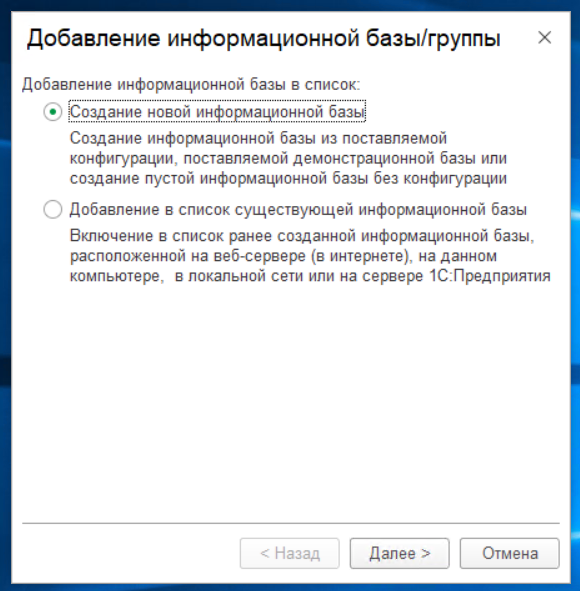 Добавление информационной базы/группы
Добавление информационной базы в список:
Создание новой информационной базы
Создание информационной базы из поставляемой
конфигурации, поставляемой демонстрационной базы или
создание пустой информационной базы без конфигурации
Добавление в список существующей информационной базы
Включение в список ранее созданной информационной базы,
расположенной на веб-сервере (в интернете), на данном
компьютере, в локальной сети или на сервере 1С:Предприятия
< Назад Далее > Отмена